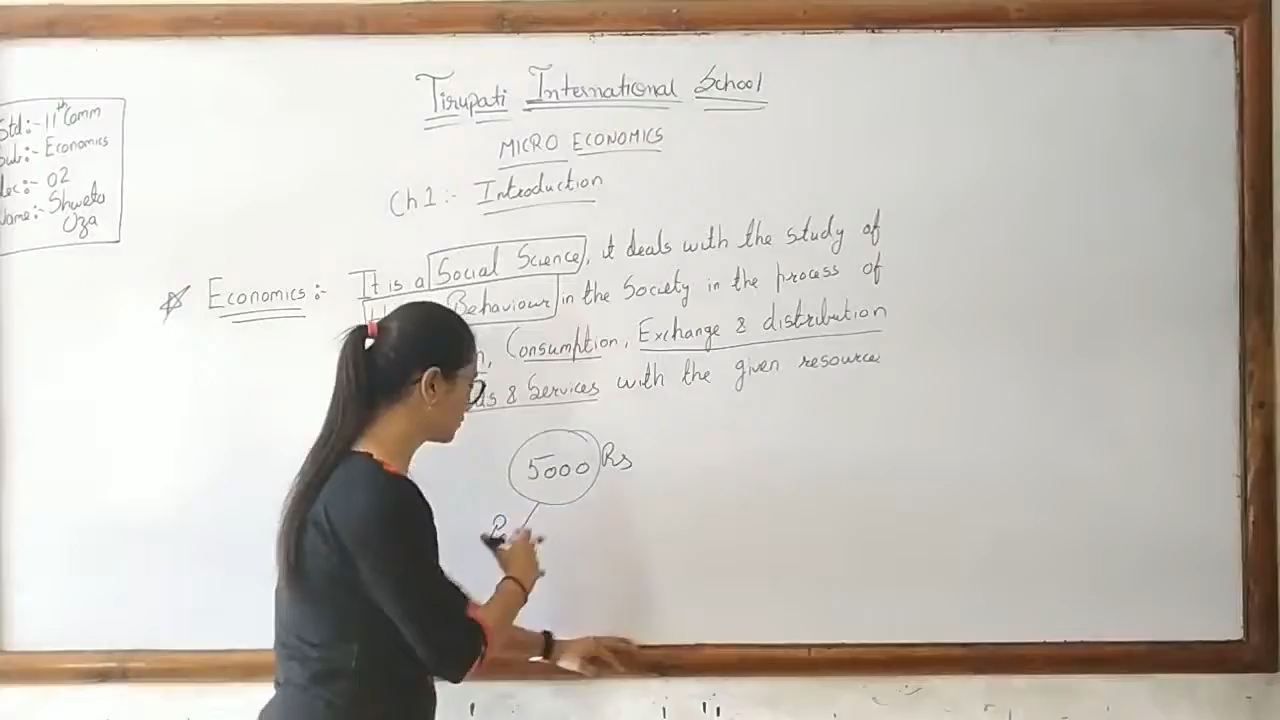 Tirupati International School
MICRO ECONOMICS
Ch 1:- Introduction
Std:- 11th Comm
Sub:- Economics
Lec:- 02
Name:- Shweta
Oza
Economics:- It is a Social Science, it deals with the study of
Behaviour in the Society in the process of
Consumption, Exchange & distribution
& Services with the given resource
5000 Rs